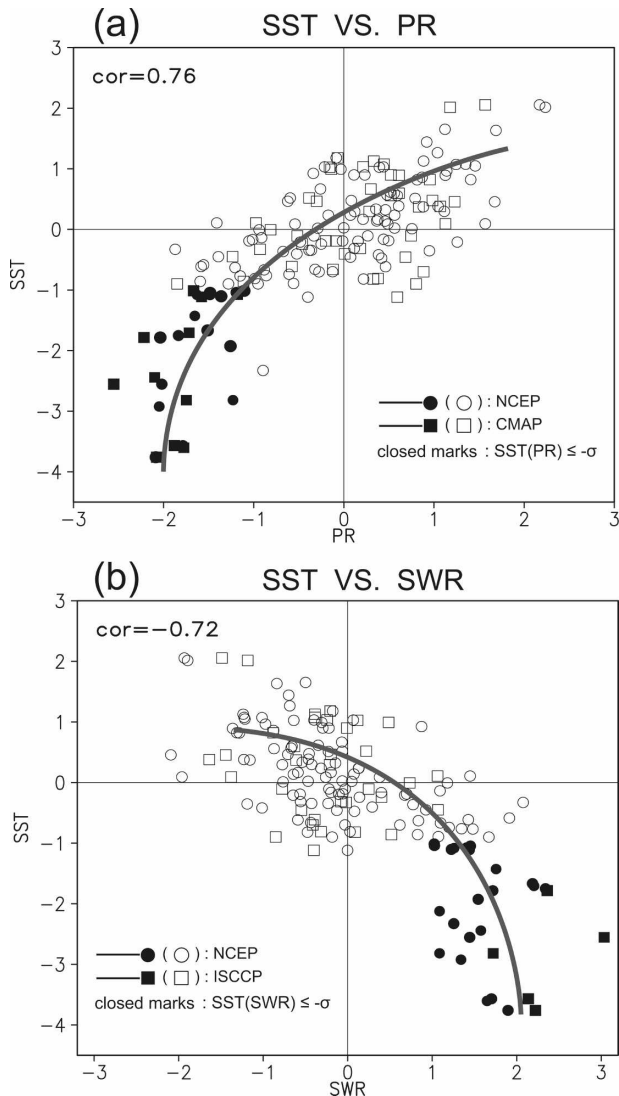 (a) SST VS. PR
cor=0.76
3
2
1
0
−1
−2
−3
−4
SST
( ) : NCEP
( ) : CMAP
closed marks : SST(PR) ≤ -σ
−3 −2 −1 0 1 2 3
PR
(b) SST VS. SWR
cor=−0.72
3
2
1
0
−1
−2
−3
−4
SST
( ) : NCEP
( ) : ISCCP
closed marks : SST(SWR) ≤ -σ
−3 −2 −1 0 1 2 3
SWR